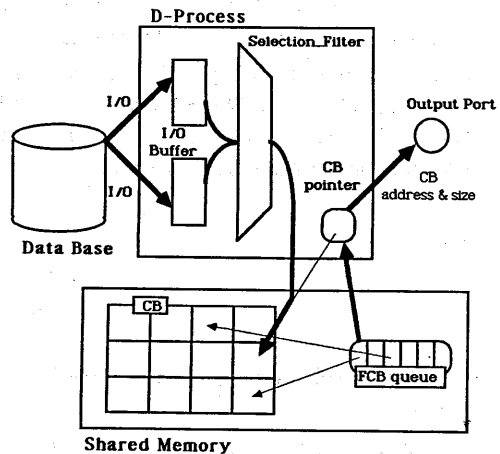 D-Process
Selection_Filter
I/O
I/O
Buffer
I/O
Data Base
Output Port
CB
pointer
CB
address & size
CB
FCB queue
Shared Memory